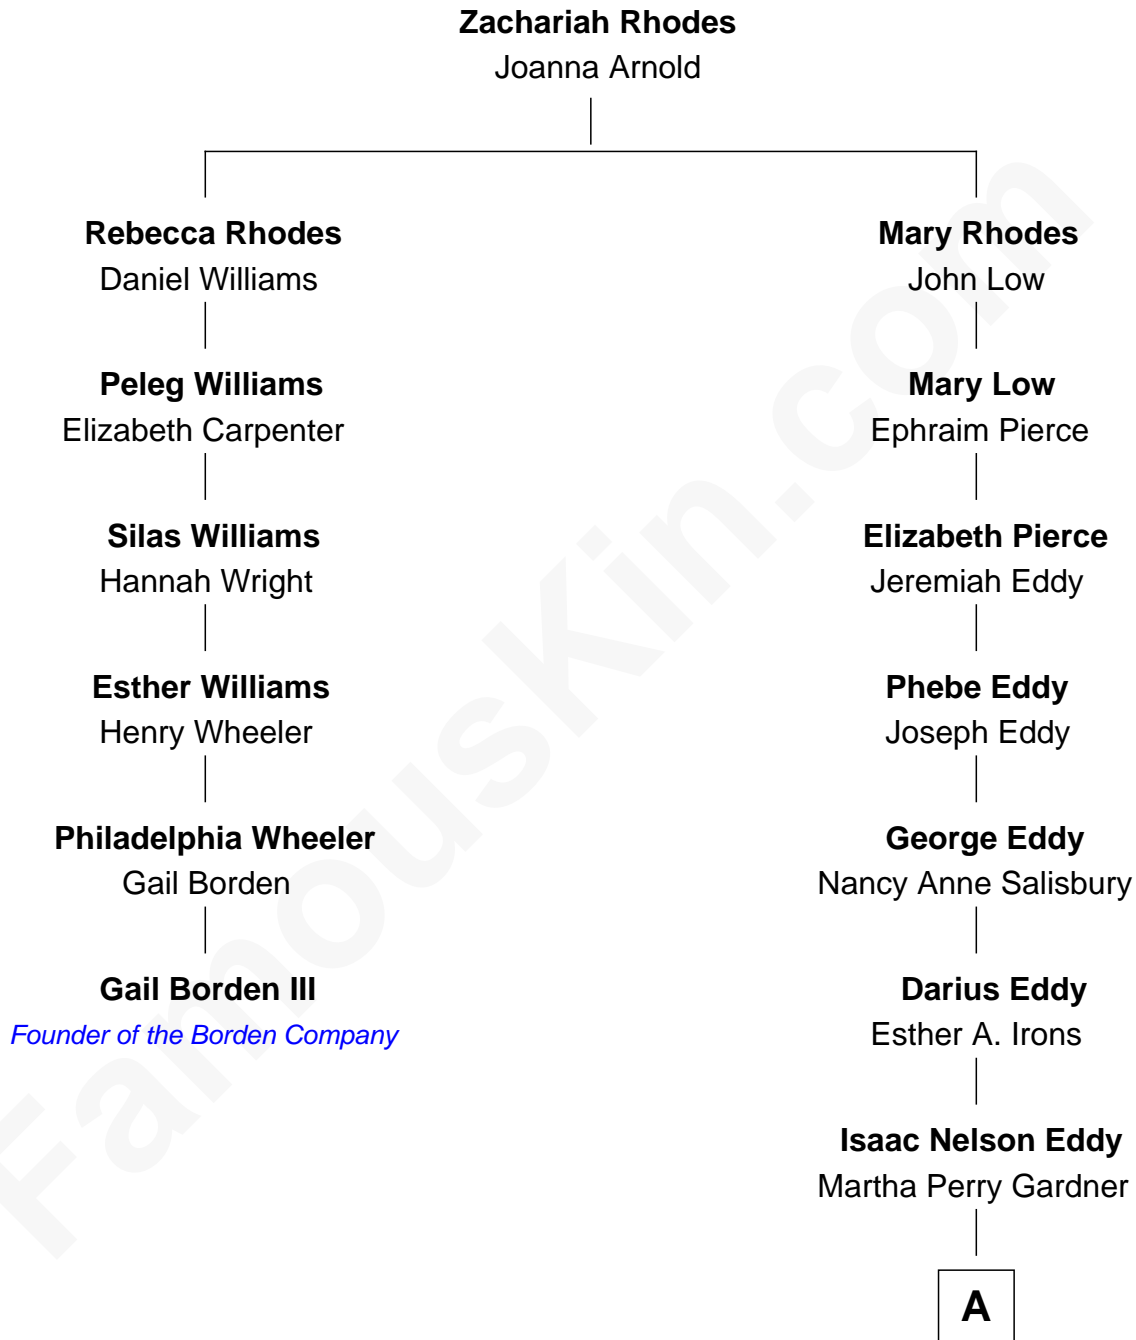 Zachariah Rhodes
Joanna Arnold
Rebecca Rhodes
Daniel Williams
Mary Rhodes
John Low
Peleg Williams
Elizabeth Carpenter
Mary Low
Ephraim Pierce
Silas Williams
Hannah Wright
Elizabeth Pierce
Jeremiah Eddy
Esther Williams
Henry Wheeler
Phebe Eddy
Joseph Eddy
Philadelphia Wheeler
Gail Borden
George Eddy
Nancy Anne Salisbury
Gail Borden III
Founder of the Borden Company
Darius Eddy
Esther A. Irons
Isaac Nelson Eddy
Martha Perry Gardner
A
FamousKin.com